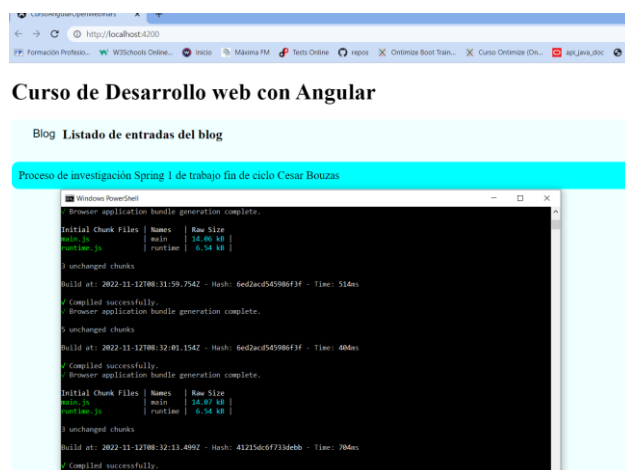 CursoAngularOpenWebinars
http://localhost:4200
Formación Profesio... W3Schools Online... Inicio Máxima FM Tests Online repos Ontimize Boot Train... Curso Ontimize (On... api_java_doc
Curso de Desarrollo web con Angular
Blog Listado de entradas del blog
Proceso de investigación Spring 1 de trabajo fin de ciclo Cesar Bouzas
Windows PowerShell
√ Browser application bundle generation complete.
Initial Chunk Files | Names | Raw Size
main.js | main | 14.06 kB |
runtime.js | runtime | 6.54 kB |
3 unchanged chunks
Build at: 2022-11-12T08:31:59.754Z - Hash: 6ed2acd545986f3f - Time: 514ms
√ Compiled successfully.
√ Browser application bundle generation complete.
5 unchanged chunks
Build at: 2022-11-12T08:32:01.154Z - Hash: 6ed2acd545986f3f - Time: 404ms
√ Compiled successfully.
√ Browser application bundle generation complete.
Initial Chunk Files | Names | Raw Size
main.js | main | 14.07 kB |
runtime.js | runtime | 6.54 kB |
3 unchanged chunks
Build at: 2022-11-12T08:32:13.499Z - Hash: 41215dc6f733debb - Time: 704ms
√ Compiled successfully.